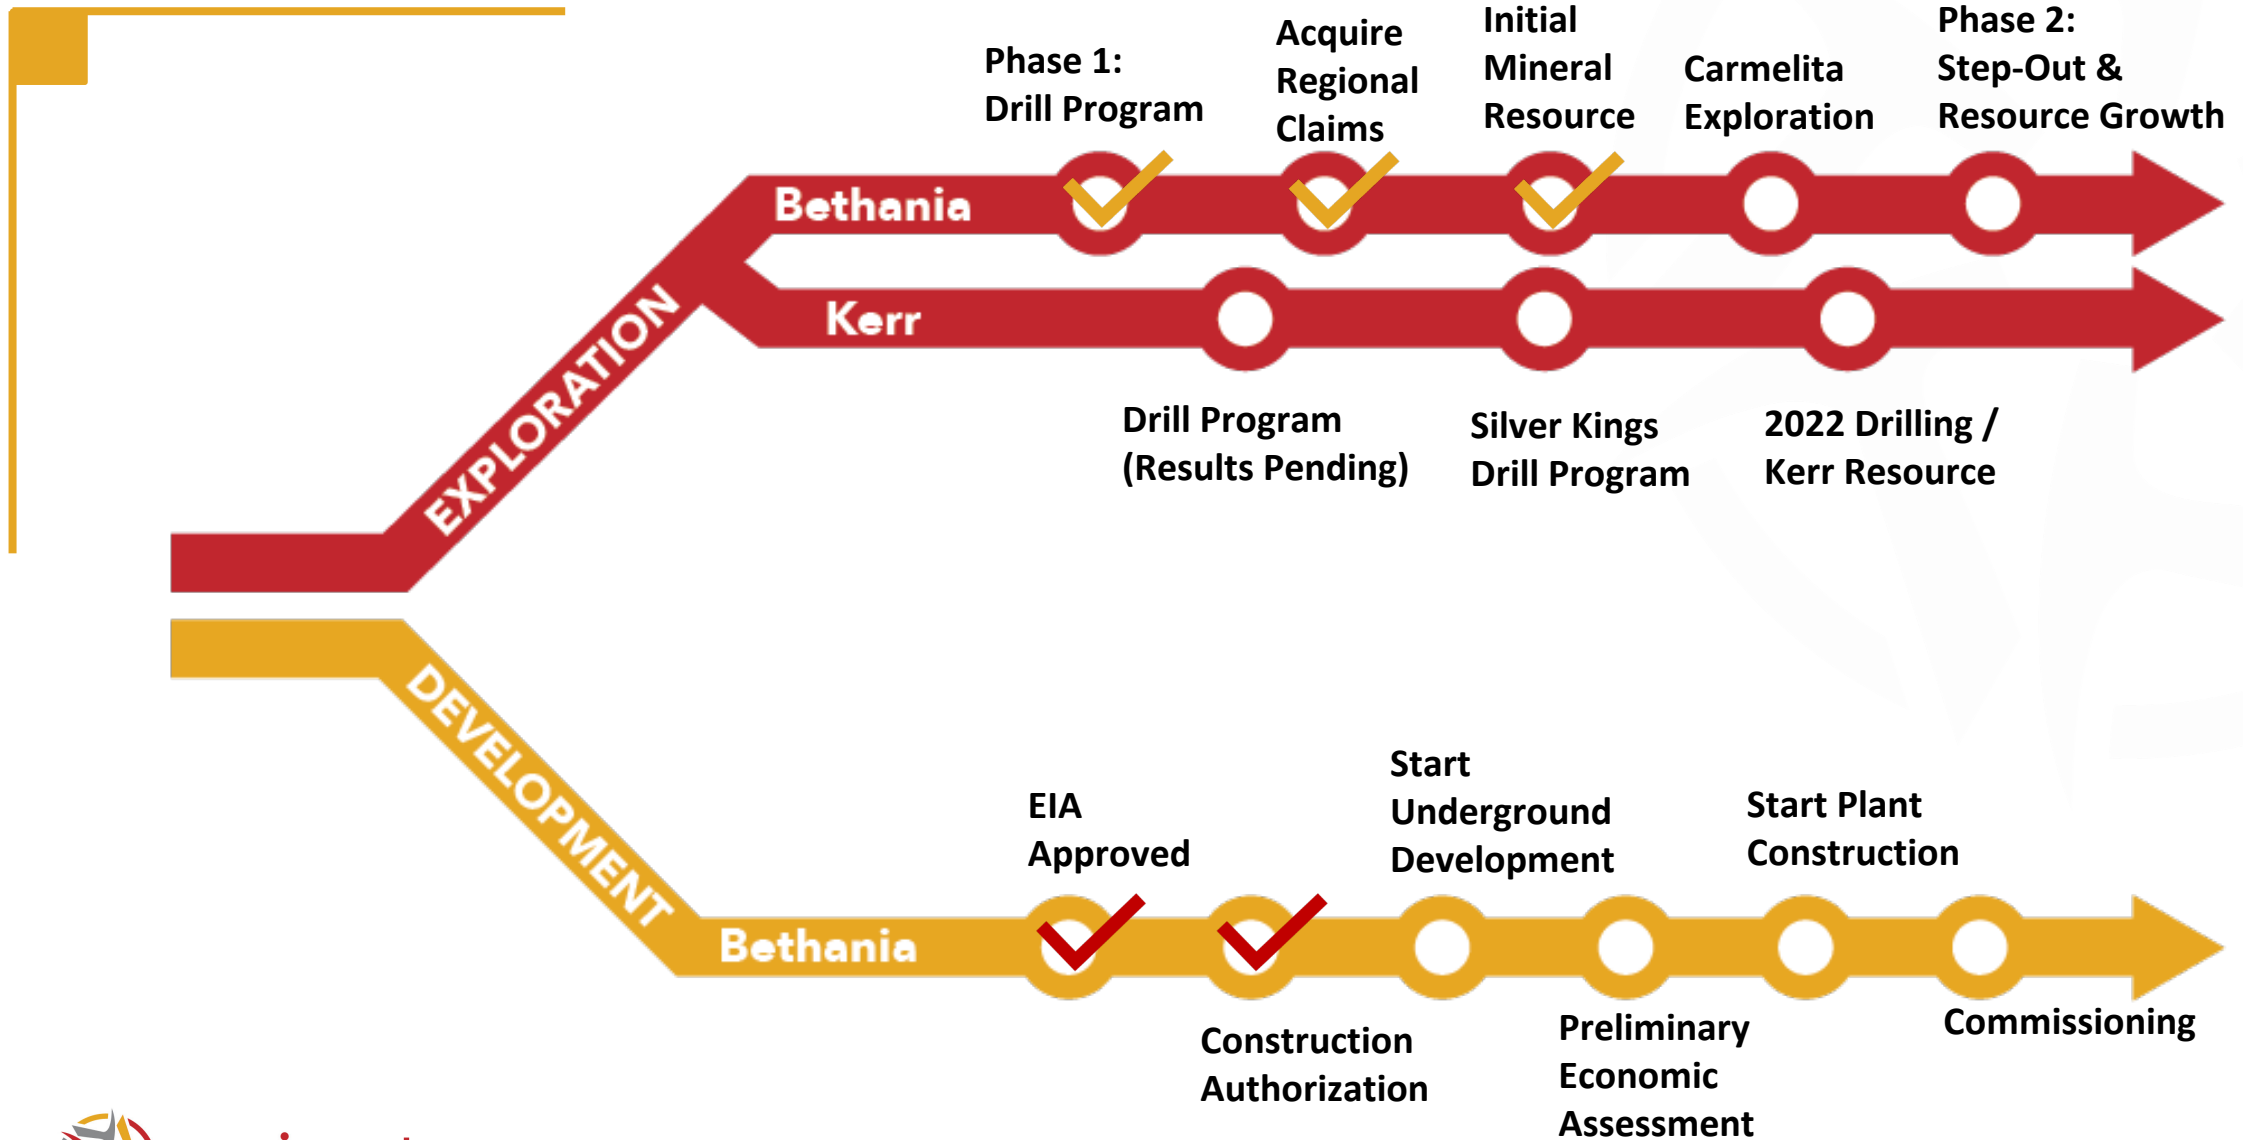 Phase 1:
Drill Program
Acquire
Regional
Claims
Initial
Mineral
Resource
Carmelita
Exploration
Phase 2:
Step-Out &
Resource Growth
Bethania
Kerr
EXPLORATION
Drill Program
(Results Pending)
Silver Kings
Drill Program
2022 Drilling /
Kerr Resource
DEVELOPMENT
Bethania
EIA
Approved
Construction
Authorization
Start
Underground
Development
Preliminary
Economic
Assessment
Start Plant
Construction
Commissioning